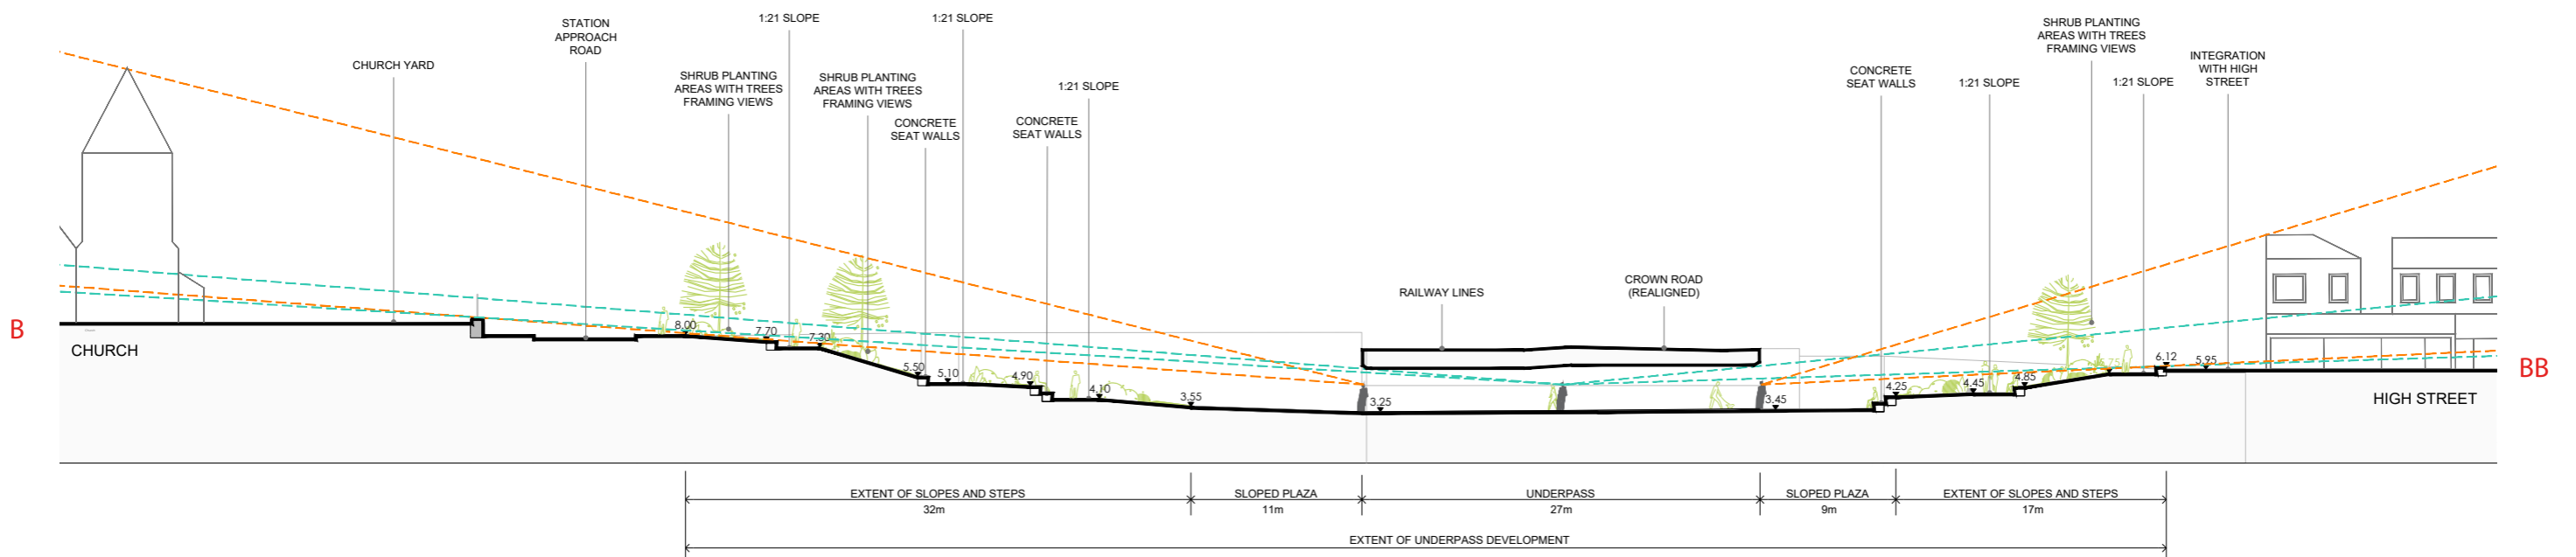 STATION
APPROACH
ROAD
1:21 SLOPE
1:21 SLOPE
SHRUB PLANTING
AREAS WITH TREES
FRAMING VIEWS
INTEGRATION
WITH HIGH
STREET
CHURCH YARD
SHRUB PLANTING
AREAS WITH TREES
FRAMING VIEWS
SHRUB PLANTING
AREAS WITH TREES
FRAMING VIEWS
1:21 SLOPE
CONCRETE
SEAT WALLS
1:21 SLOPE
1:21 SLOPE
CONCRETE
SEAT WALLS
CONCRETE
SEAT WALLS
RAILWAY LINES
CROWN ROAD
(REALIGNED)
B
CHURCH
8.00
7.70
7.30
5.50
5.10
4.90
4.10
3.55
3.25
3.45
4.25
4.45
4.85
6.12
5.95
BB
HIGH STREET
EXTENT OF SLOPES AND STEPS
32m
SLOPED PLAZA
11m
UNDERPASS
27m
SLOPED PLAZA
9m
EXTENT OF SLOPES AND STEPS
17m
EXTENT OF UNDERPASS DEVELOPMENT